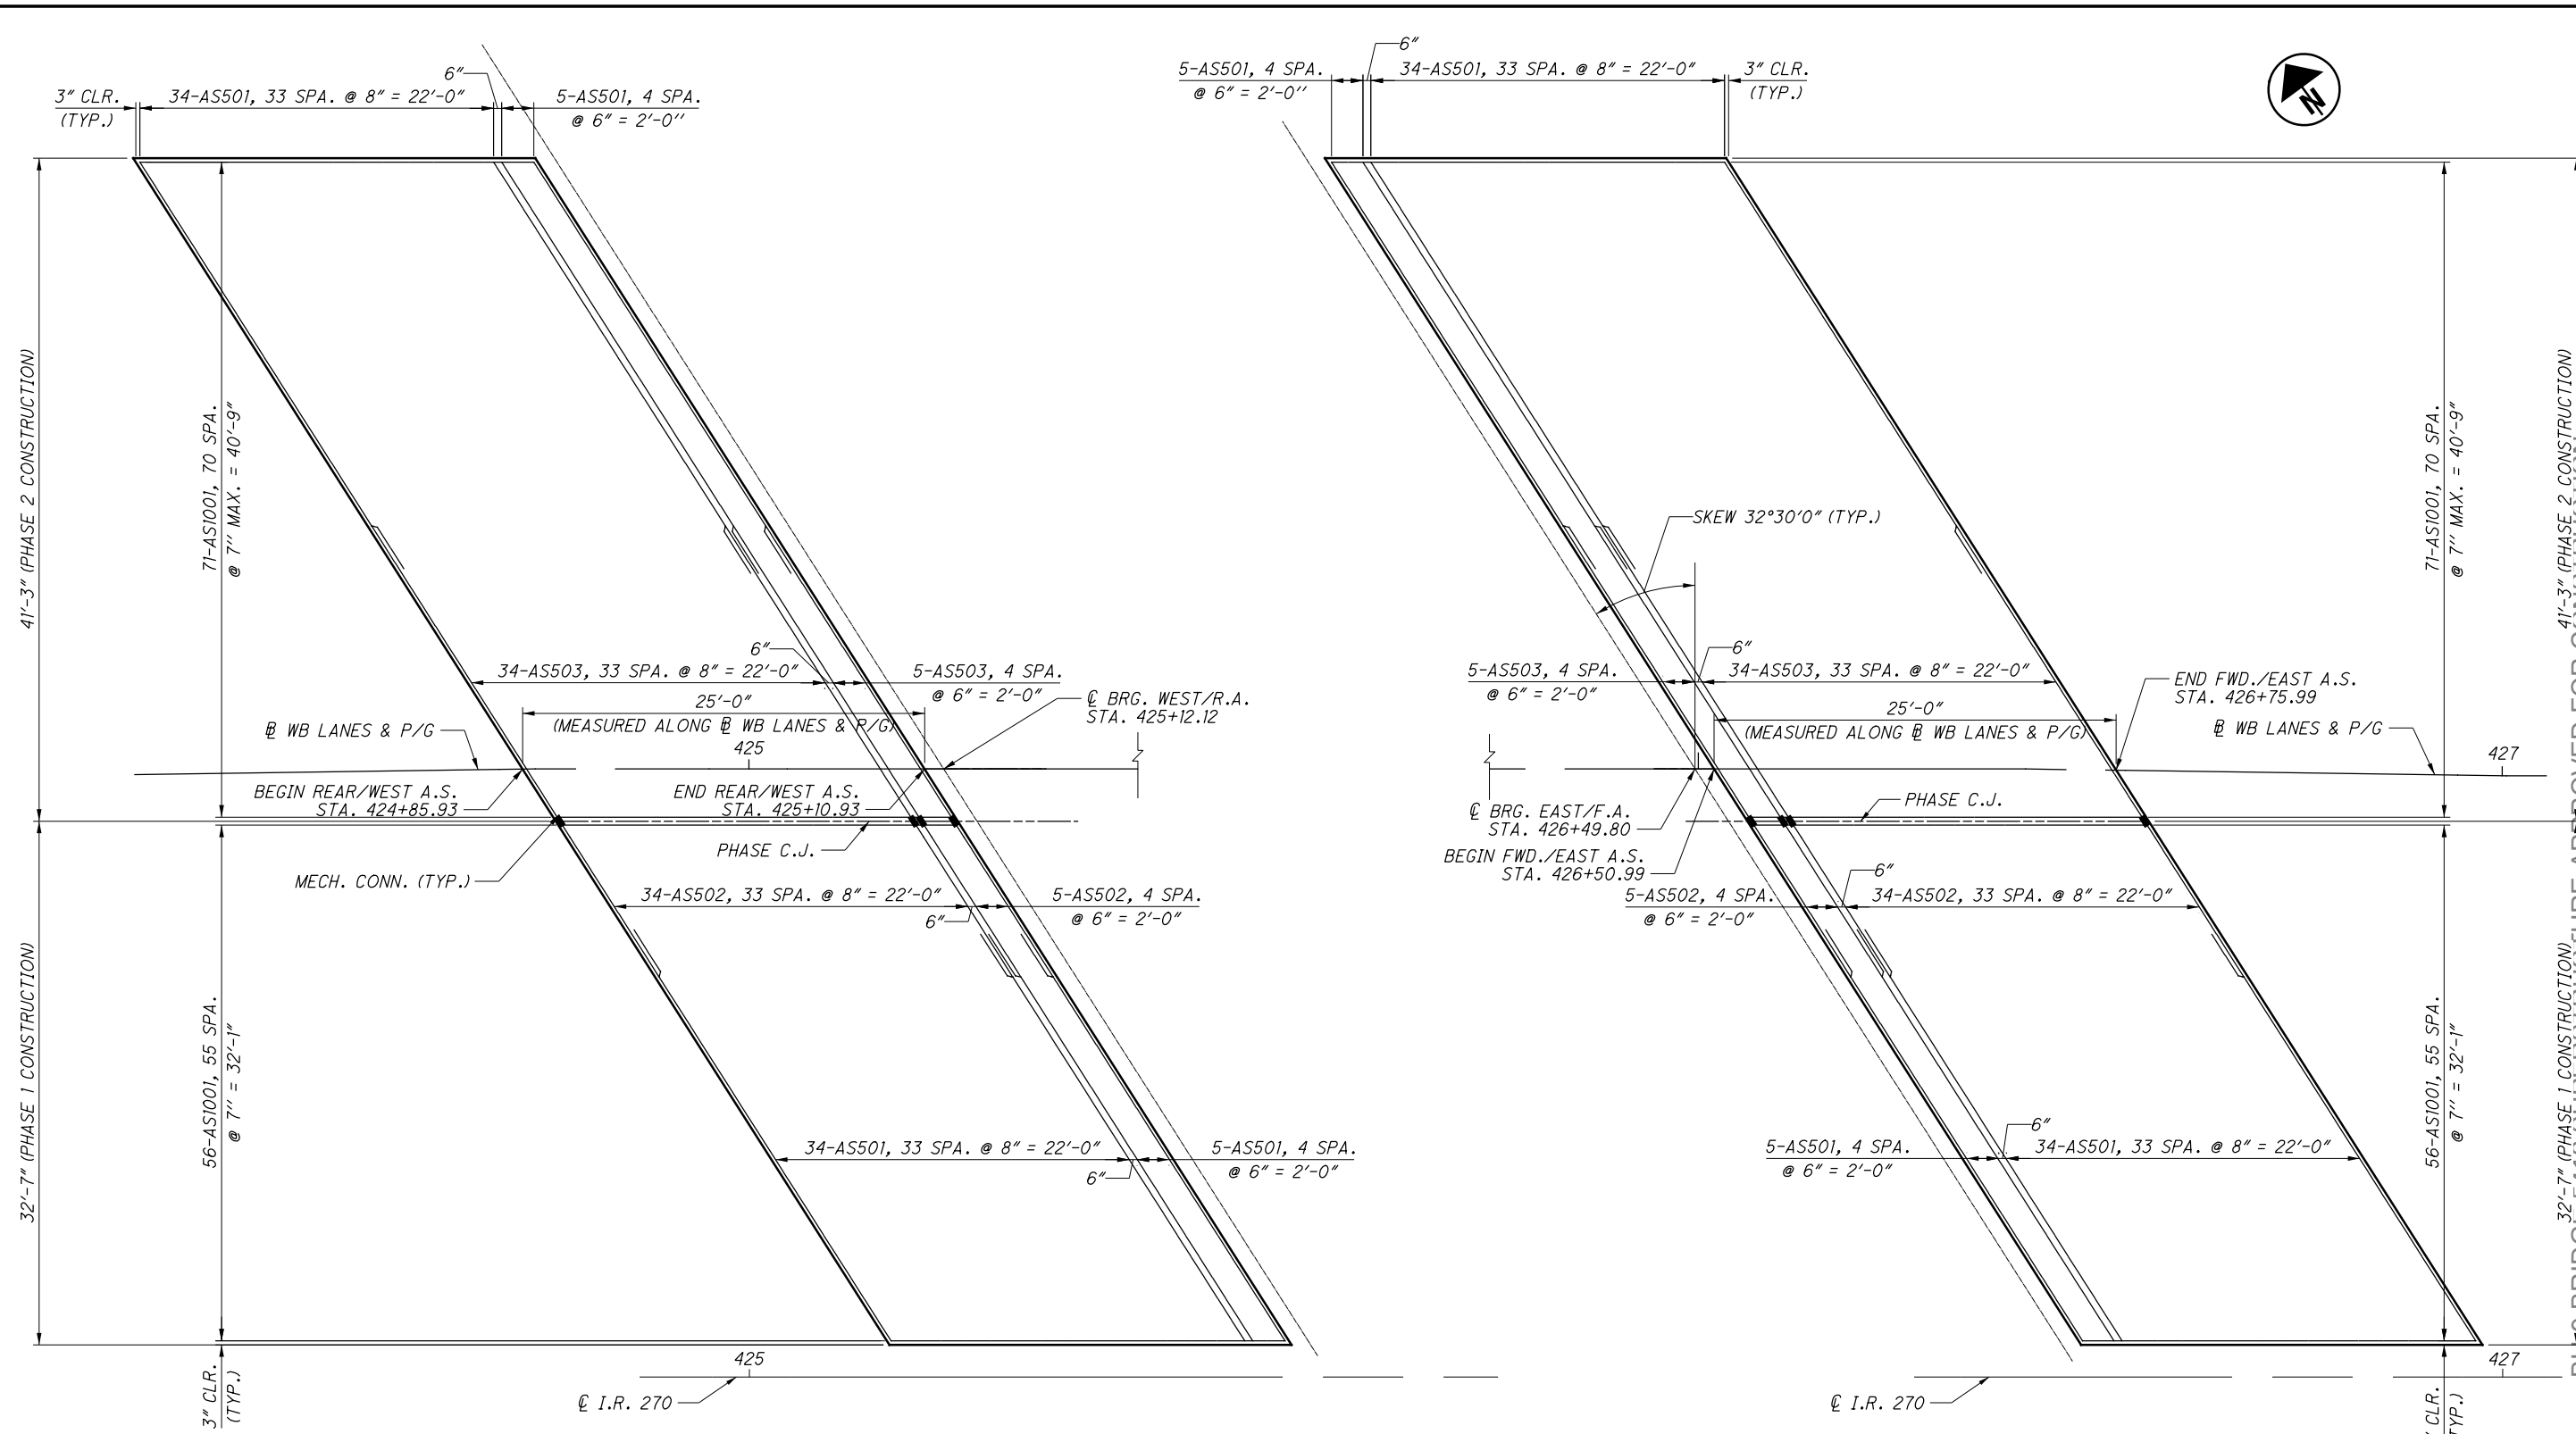 6"
3" CLR.
(TYP.)
34-AS501, 33 SPA. @ 8" = 22'-0"
5-AS501, 4 SPA.
@ 6" = 2'-0''
6"
5-AS501, 4 SPA.
@ 6" = 2'-0''
34-AS501, 33 SPA. @ 8" = 22'-0"
3" CLR.
(TYP.)
N
41'-3" (PHASE 2 CONSTRUCTION)
71-AS1001, 70 SPA.
@ 7'' MAX. = 40'-9"
SKEW 32°30'0" (TYP.)
71-AS1001, 70 SPA.
@ 7'' MAX. = 40'-9"
41'-3" (PHASE 2 CONSTRUCTION)
6"
34-AS503, 33 SPA. @ 8" = 22'-0"
5-AS503, 4 SPA.
@ 6" = 2'-0"
25'-0"
(MEASURED ALONG ⅊ WB LANES & P/G)
425
℄ BRG. WEST/R.A.
STA. 425+12.12
⅊ WB LANES & P/G
BEGIN REAR/WEST A.S.
STA. 424+85.93
END REAR/WEST A.S.
STA. 425+10.93
PHASE C.J.
MECH. CONN. (TYP.)
6"
5-AS503, 4 SPA.
@ 6" = 2'-0"
34-AS503, 33 SPA. @ 8" = 22'-0"
25'-0"
(MEASURED ALONG ⅊ WB LANES & P/G)
END FWD./EAST A.S.
STA. 426+75.99
⅊ WB LANES & P/G
427
℄ BRG. EAST/F.A.
STA. 426+49.80
BEGIN FWD./EAST A.S.
STA. 426+50.99
PHASE C.J.
34-AS502, 33 SPA. @ 8" = 22'-0"
6"
5-AS502, 4 SPA.
@ 6" = 2'-0"
5-AS502, 4 SPA.
@ 6" = 2'-0"
6"
34-AS502, 33 SPA. @ 8" = 22'-0"
32'-7" (PHASE 1 CONSTRUCTION)
56-AS1001, 55 SPA.
@ 7'' = 32'-1"
34-AS501, 33 SPA. @ 8" = 22'-0"
6"
5-AS501, 4 SPA.
@ 6" = 2'-0"
5-AS501, 4 SPA.
@ 6" = 2'-0"
6"
34-AS501, 33 SPA. @ 8" = 22'-0"
56-AS1001, 55 SPA.
@ 7'' = 32'-1"
32'-7" (PHASE 1 CONSTRUCTION)
3" CLR.
(TYP.)
425
℄ I.R. 270
℄ I.R. 270
427
CLR.